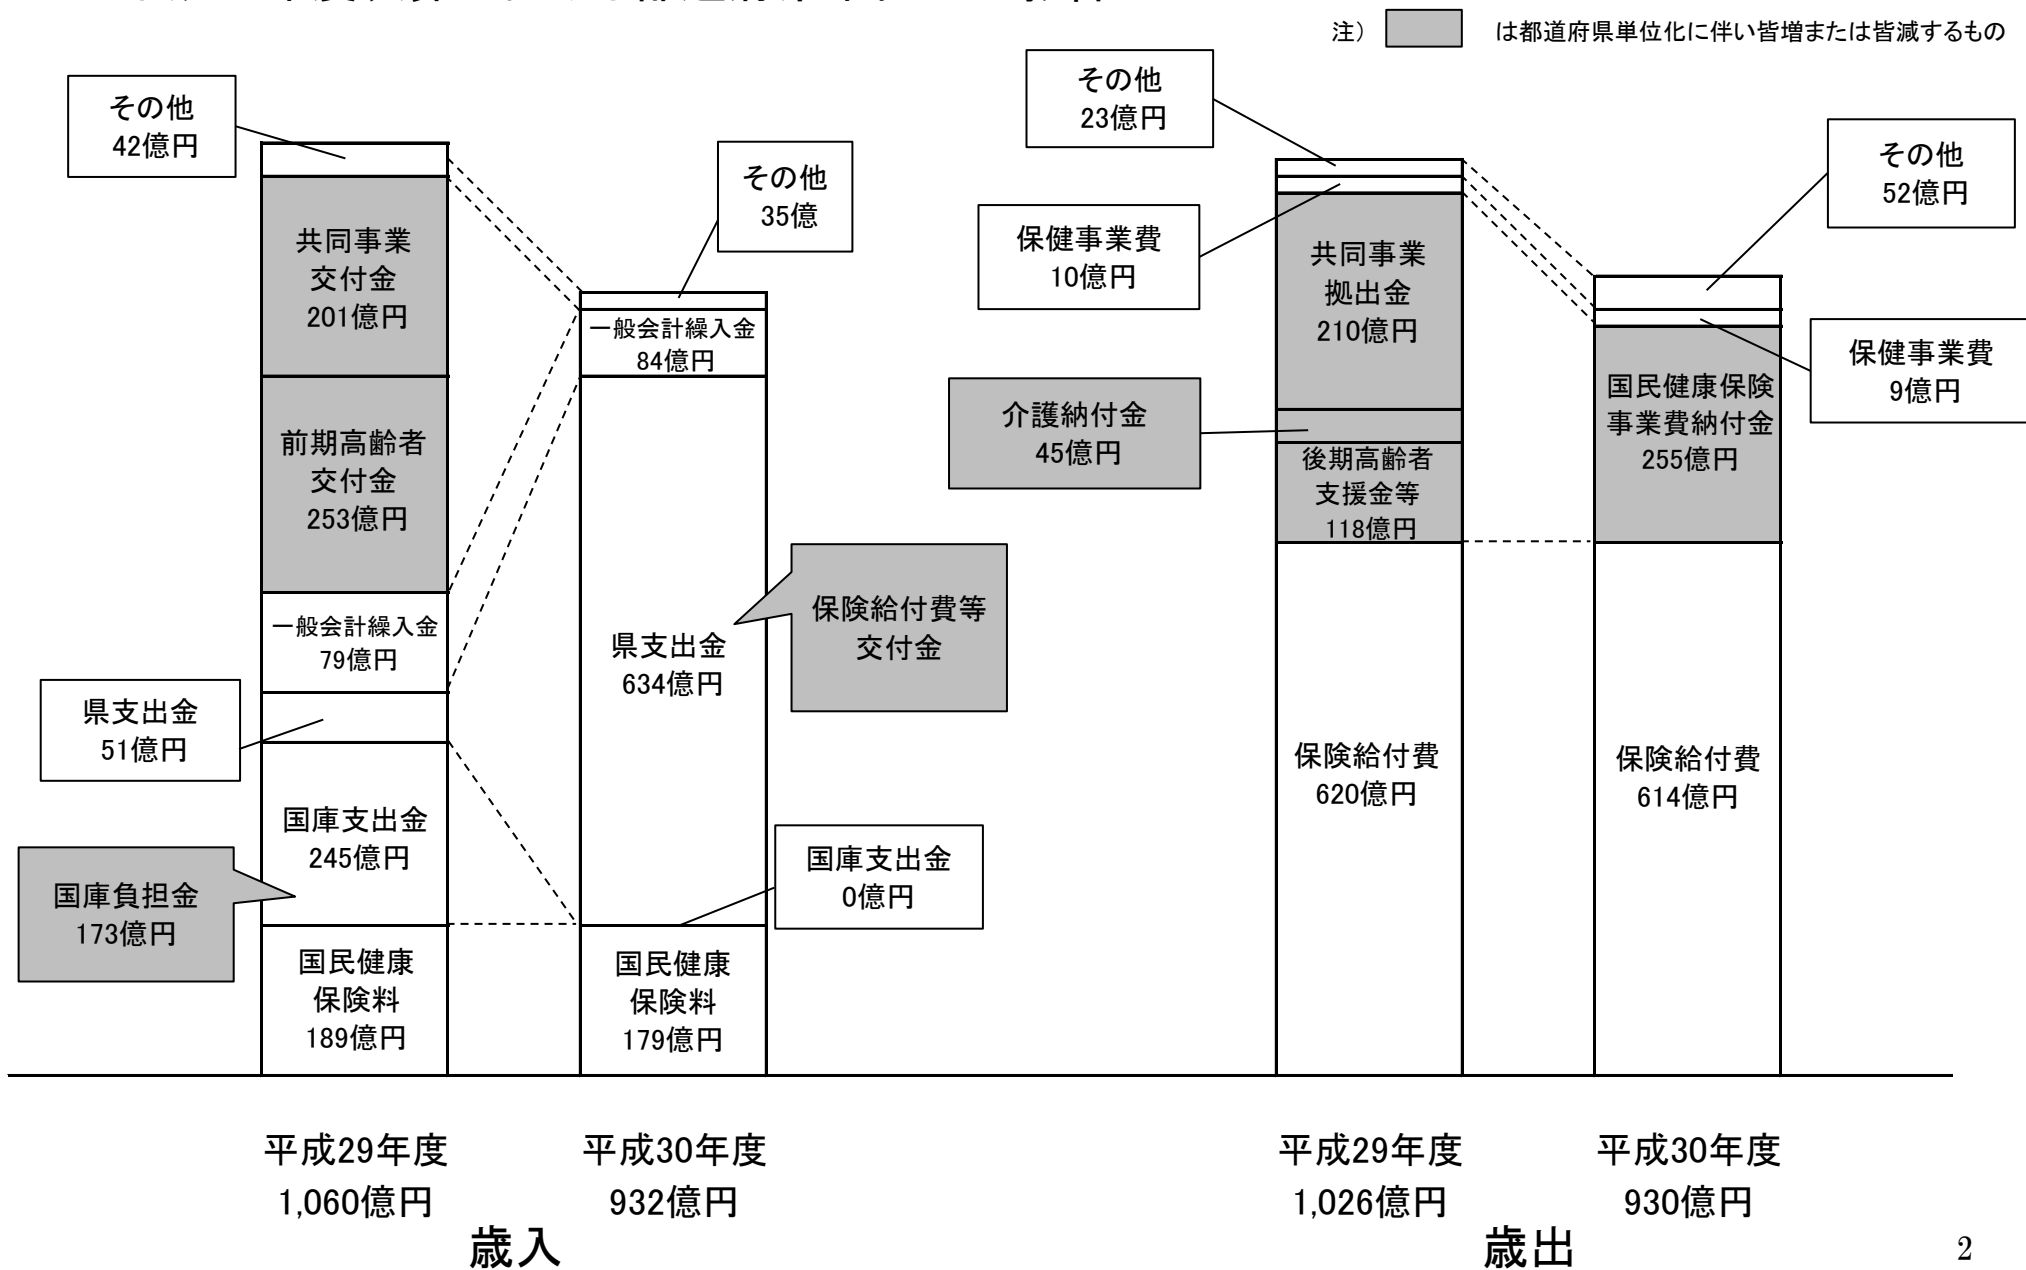 注）　は都道府県単位化に伴い皆増または皆減するもの
その他
42億円
共同事業
交付金
201億円
前期高齢者
交付金
253億円
一般会計繰入金
79億円
県支出金
51億円
国庫支出金
245億円
国庫負担金
173億円
国民健康
保険料
189億円
その他
35億
一般会計繰入金
84億円
県支出金
634億円
保険給付費等
交付金
国庫支出金
0億円
国民健康
保険料
179億円
その他
23億円
保健事業費
10億円
共同事業
拠出金
210億円
介護納付金
45億円
後期高齢者
支援金等
118億円
保険給付費
620億円
その他
52億円
保健事業費
9億円
国民健康保険
事業費納付金
255億円
保険給付費
614億円
平成29年度
1,060億円
平成30年度
932億円
歳入
平成29年度
1,026億円
平成30年度
930億円
歳出
2